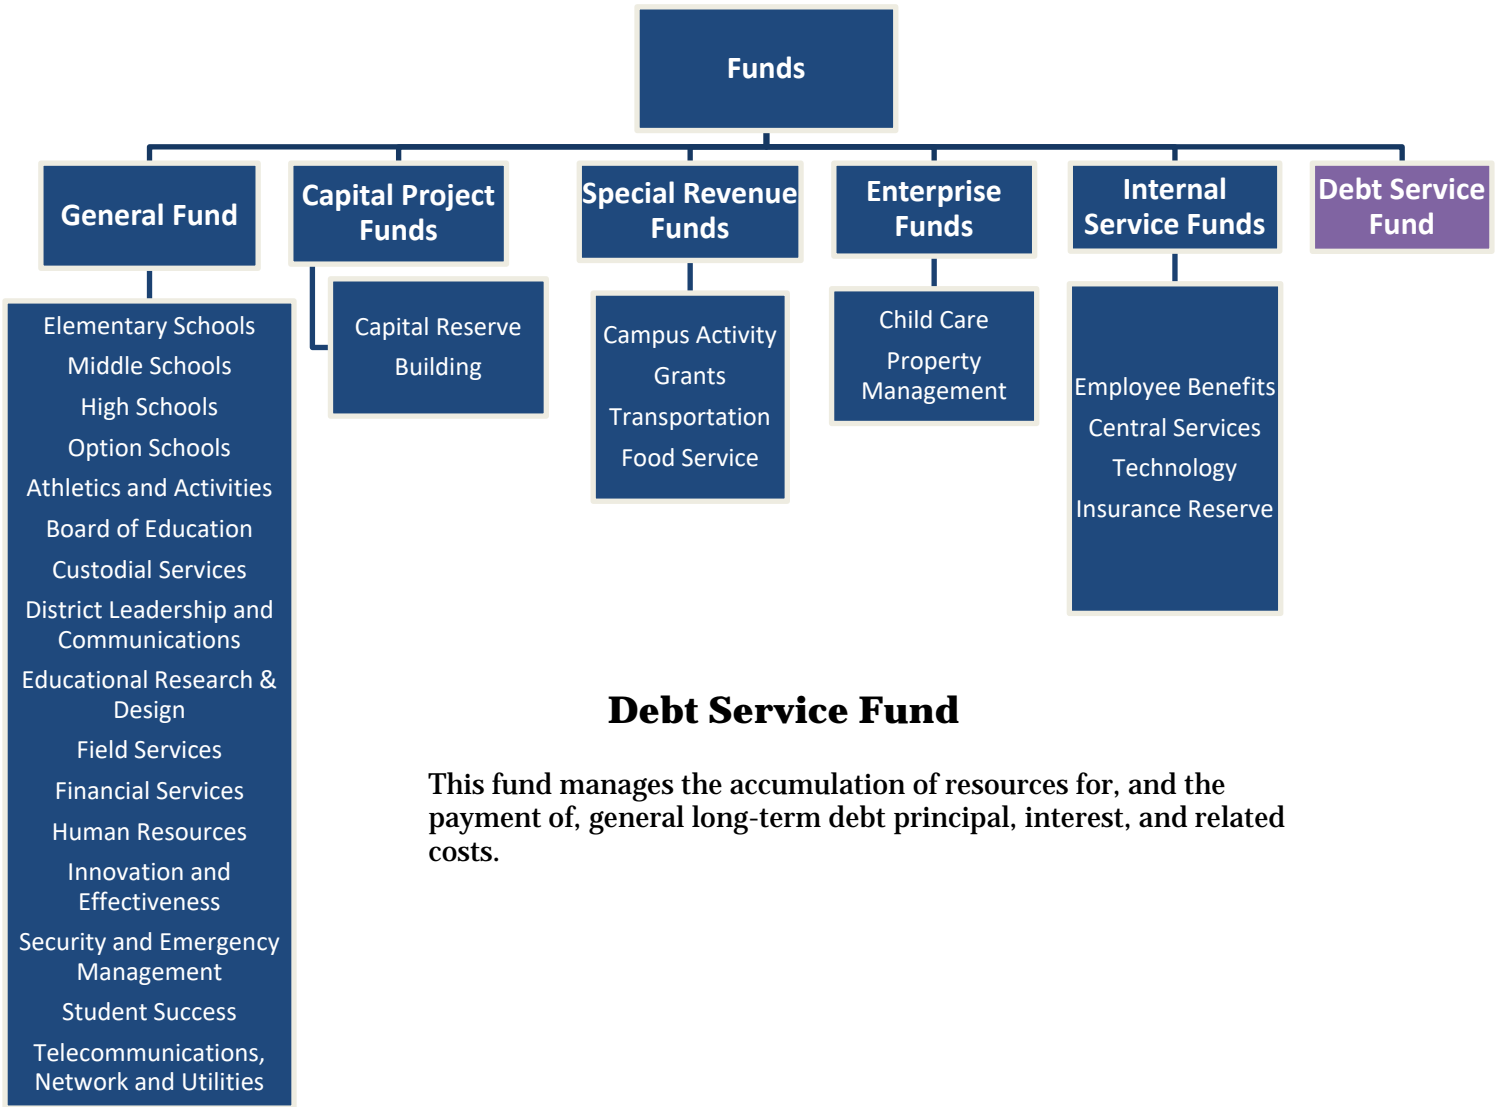 Funds
General Fund
Capital Project
Funds
Special Revenue
Funds
Enterprise
Funds
Internal
Service Funds
Debt Service
Fund
Elementary Schools
Middle Schools
High Schools
Option Schools
Athletics and Activities
Board of Education
Custodial Services
District Leadership and
Communications
Educational Research &
Design
Field Services
Financial Services
Human Resources
Innovation and
Effectiveness
Security and Emergency
Management
Student Success
Telecommunications,
Network and Utilities
Capital Reserve
Building
Campus Activity
Grants
Transportation
Food Service
Child Care
Property
Management
Employee Benefits
Central Services
Technology
Insurance Reserve
Debt Service Fund
This fund manages the accumulation of resources for, and the
payment of, general long-term debt principal, interest, and related
costs.